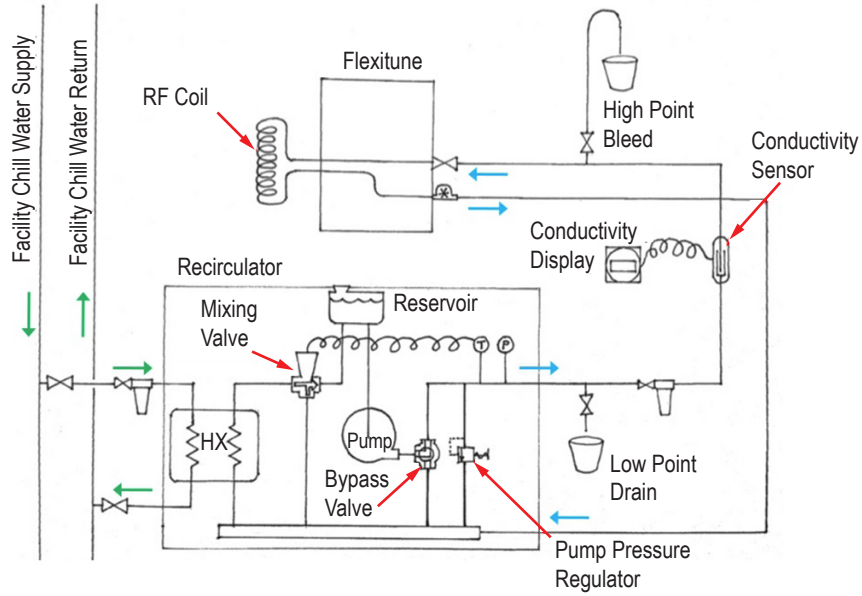 Facility Chill Water Supply
Facility Chill Water Return
Flexitune
RF Coil
High Point
Bleed
Conductivity
Sensor
Conductivity
Display
Recirculator
Mixing
Valve
Reservoir
T
P
HX
Pump
Bypass
Valve
Low Point
Drain
Pump Pressure
Regulator